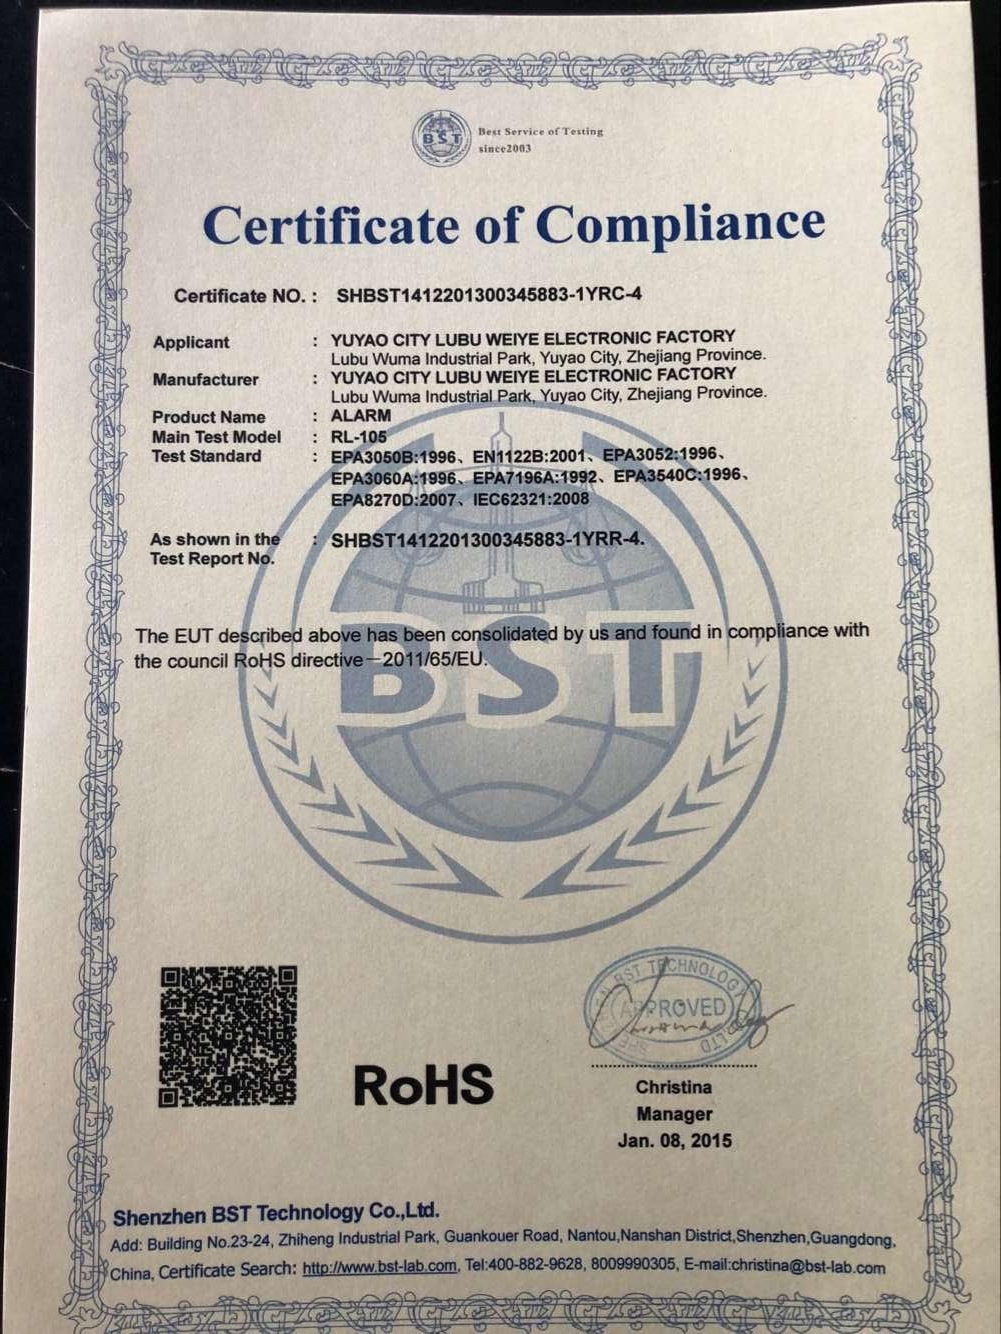 BST
Best Service of Testing
since2003
Certificate of Compliance
Certificate NO. : SHBST1412201300345883-1YRC-4
Applicant : YUYAO CITY LUBU WEIYE ELECTRONIC FACTORY
Lubu Wuma Industrial Park, Yuyao City, Zhejiang Province.
Manufacturer : YUYAO CITY LUBU WEIYE ELECTRONIC FACTORY
Lubu Wuma Industrial Park, Yuyao City, Zhejiang Province.
Product Name : ALARM
Main Test Model : RL-105
Test Standard : EPA3050B:1996、EN1122B:2001、EPA3052:1996、
EPA3060A:1996、EPA7196A:1992、EPA3540C:1996、
EPA8270D:2007、IEC62321:2008
As shown in the : SHBST1412201300345883-1YRR-4.
Test Report No.
The EUT described above has been consolidated by us and found in compliance with
the council RoHS directive—2011/65/EU.
BST
BST TECHNOLOGY
APPROVED
LTD
RoHS
Christina
Manager
Jan. 08, 2015
Shenzhen BST Technology Co.,Ltd.
Add: Building No.23-24, Zhiheng Industrial Park, Guankouer Road, Nantou,Nanshan District,Shenzhen,Guangdong,
China, Certificate Search: http://www.bst-lab.com, Tel:400-882-9628, 8009990305, E-mail:christina@bst-lab.com